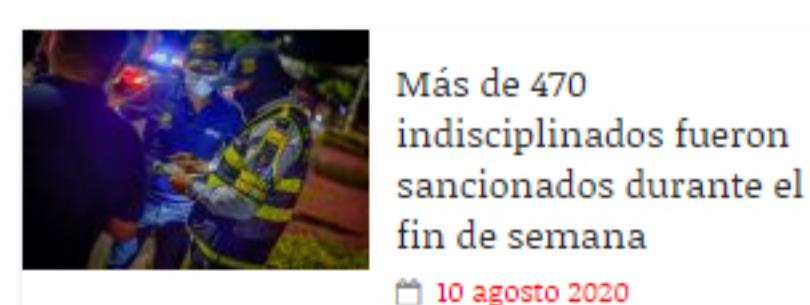 Más de 470
indisciplinados fueron
sancionados durante el
fin de semana
10 agosto 2020